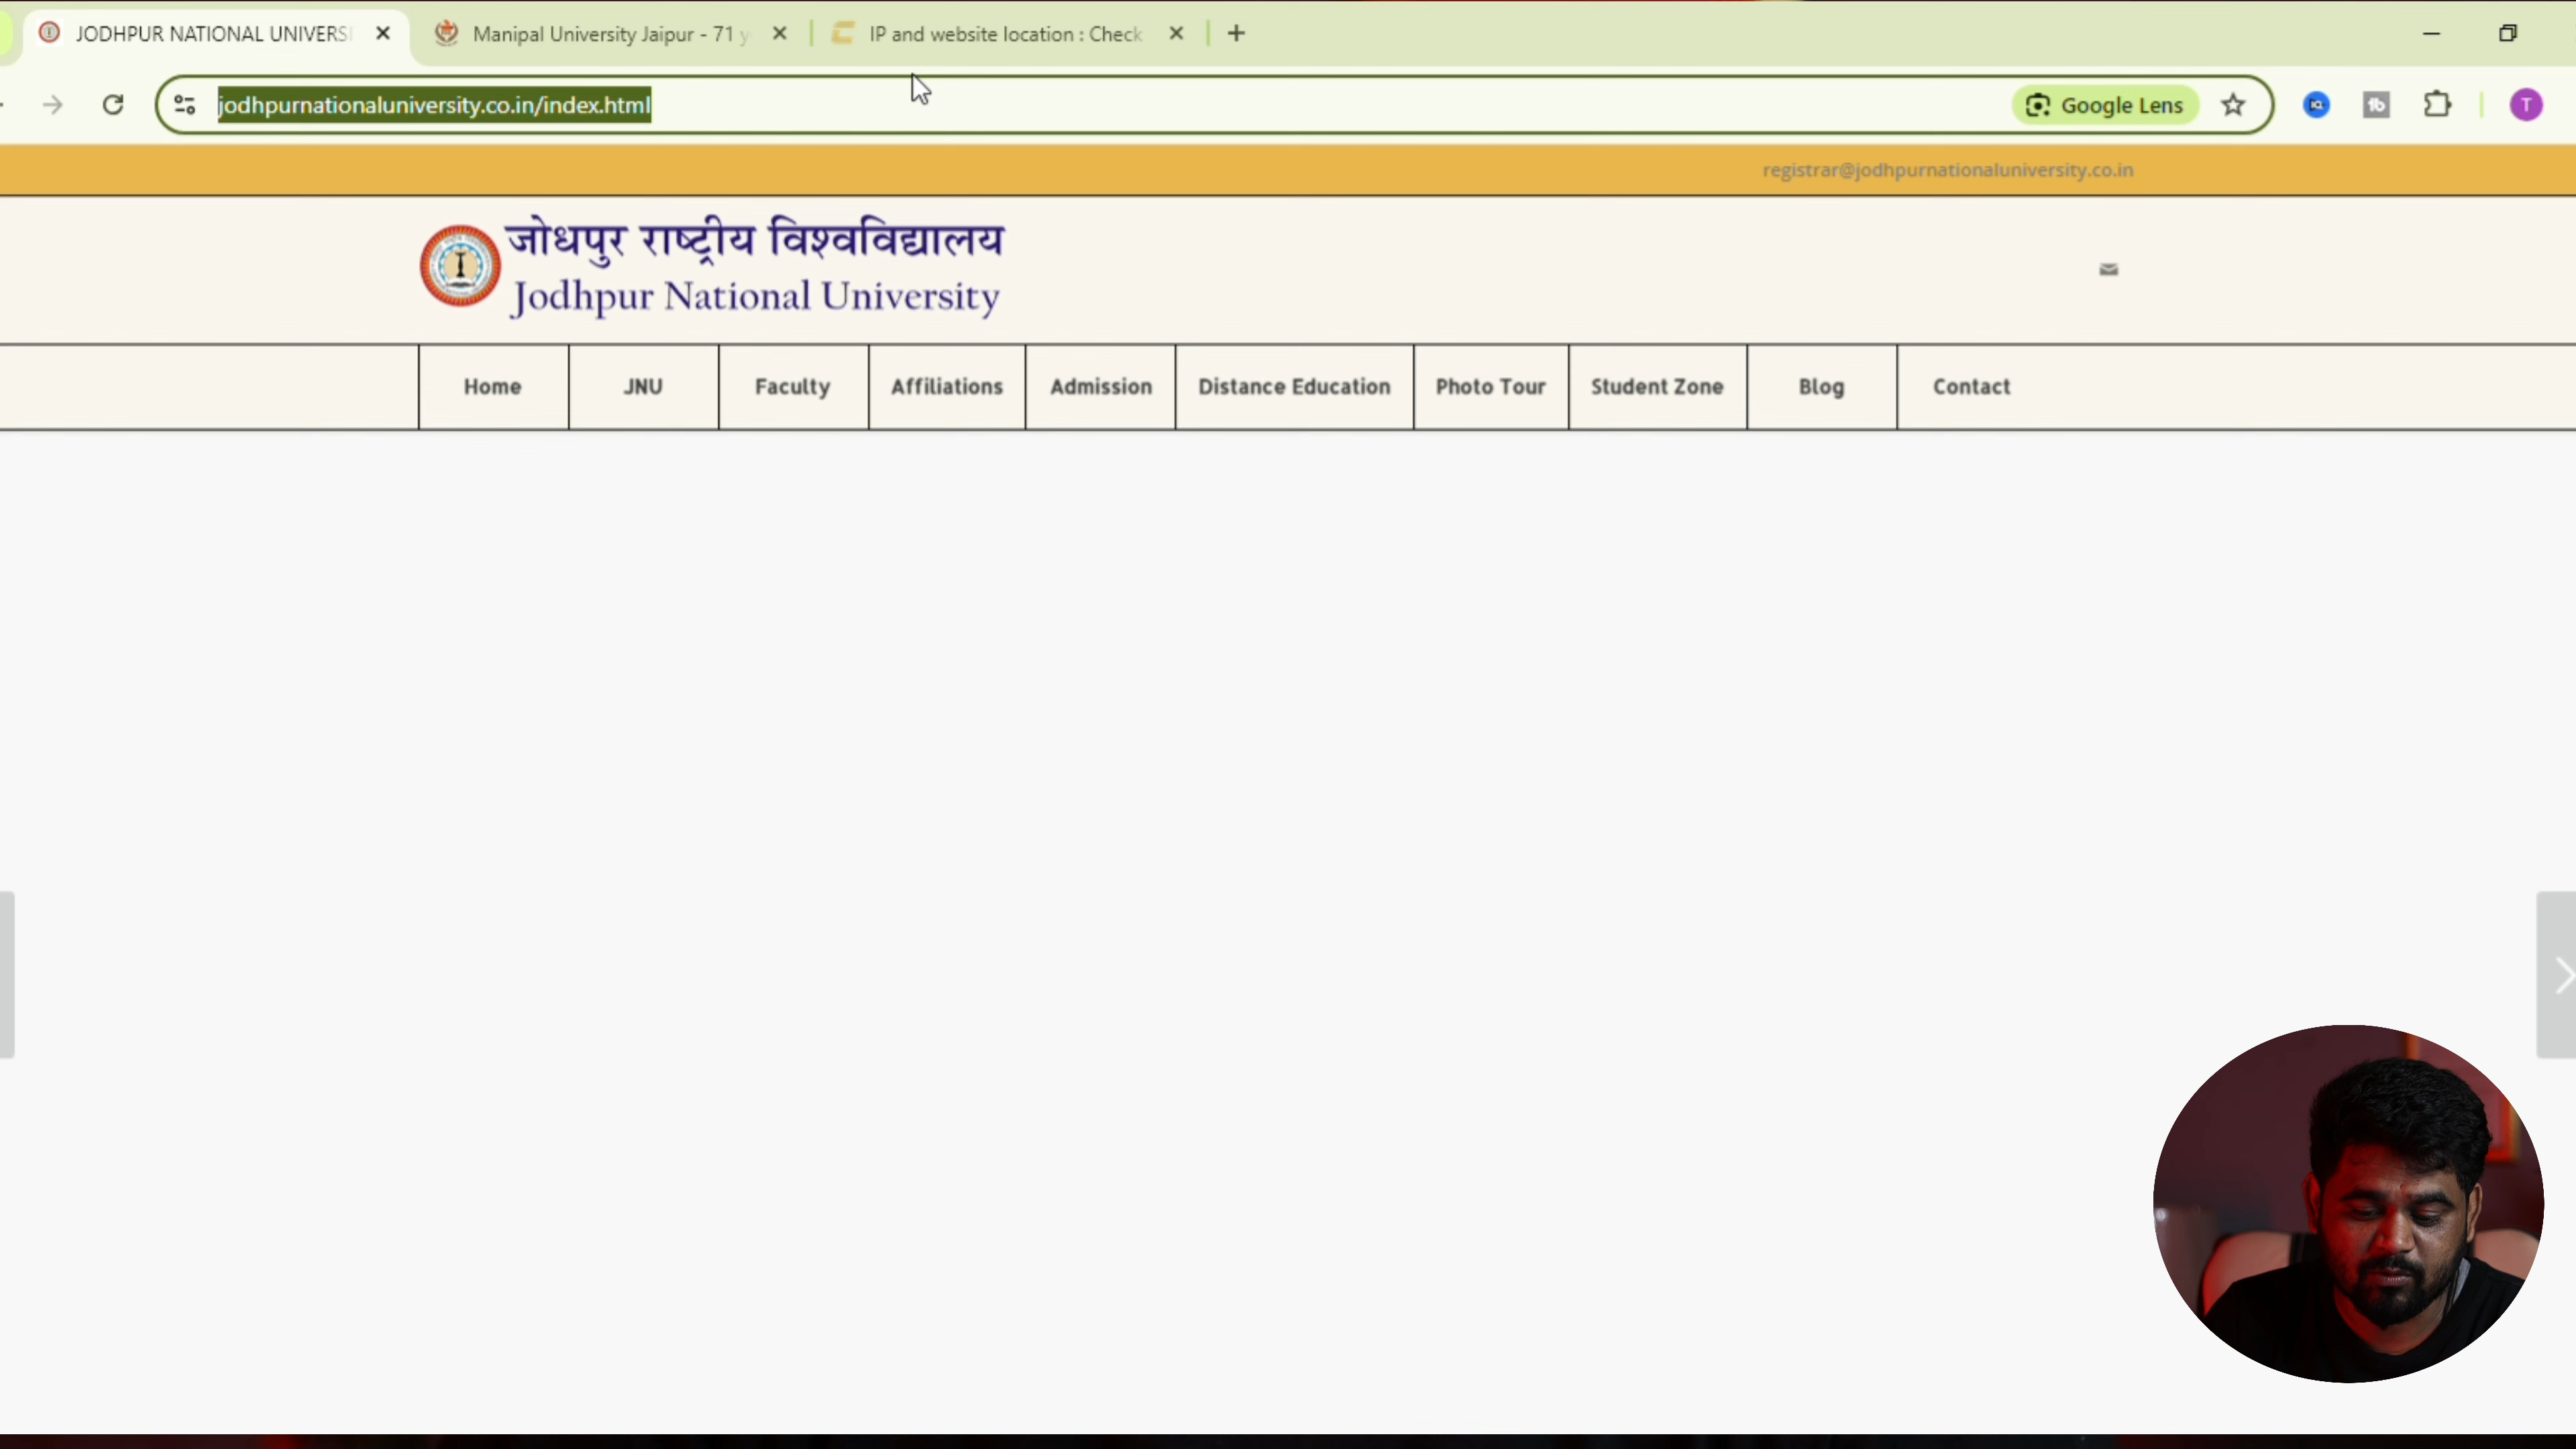 JODHPUR NATIONAL UNIVERSI
Manipal University Jaipur - 71 y
IP and website location : Check
jodhpurnationaluniversity.co.in/index.html
Google Lens
T
registrar@jodhpurnationaluniversity.co.in
जोधपुर राष्ट्रीय विश्वविद्यालय
Jodhpur National University
Home
JNU
Faculty
Affiliations
Admission
Distance Education
Photo Tour
Student Zone
Blog
Contact